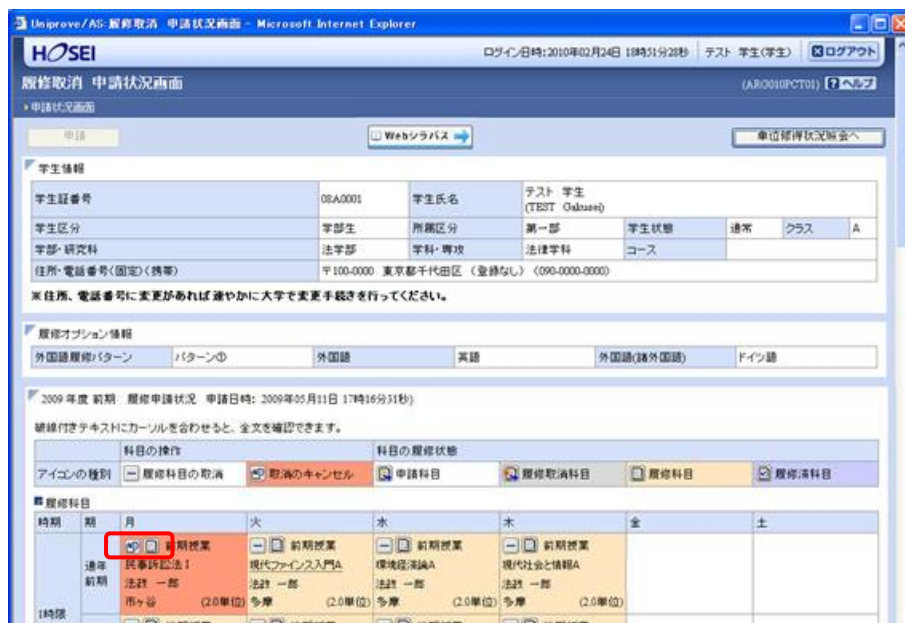 Uniprove/AS:履修取消 申請状況画面 - Microsoft Internet Explorer
HOSEI ログイン日時:2010年02月24日 18時51分28秒 テスト 学生(学生) ログアウト
履修取消 申請状況画面 (ARG010PCT01) ヘルプ
申請状況画面
申請 Webシラバス 単位修得状況照会へ
学生情報
学生証番号 08A0001 学生氏名 テスト 学生
(TEST Gakusei)
学生区分 学部生 所属区分 第一部 学生状態 通常 クラス A
学部・研究科 法学部 学科・専攻 法律学科 コース
住所・電話番号(固定)(携帯) 〒100-0000 東京都千代田区 (登録なし) (090-0000-0000)
※住所、電話番号に変更があれば速やかに大学で変更手続きを行ってください。
履修オプション情報
外国語履修パターン パターン① 外国語 英語 外国語(諸外国語) ドイツ語
2009 年度 前期 履修申請状況 申請日時: 2009年05月11日 17時16分31秒)
破線付きテキストにカーソルを合わせると、全文を確認できます。
科目の操作 科目の履修状態
アイコンの種別 履修科目の取消 取消のキャンセル 申請科目 履修取消科目 履修科目 履修済科目
履修科目
時期 期 月 火 水 木 金 土
1時限 通年前期 前期授業 前期授業 前期授業 前期授業
民事訴訟法Ⅰ 現代ファインス入門A 環境経済論A 現代社会と情報A
法政 一郎 法政 一郎 法政 一郎 法政 一郎
市ヶ谷 (2.0単位) 多摩 (2.0単位) 多摩 (2.0単位) 多摩 (2.0単位)